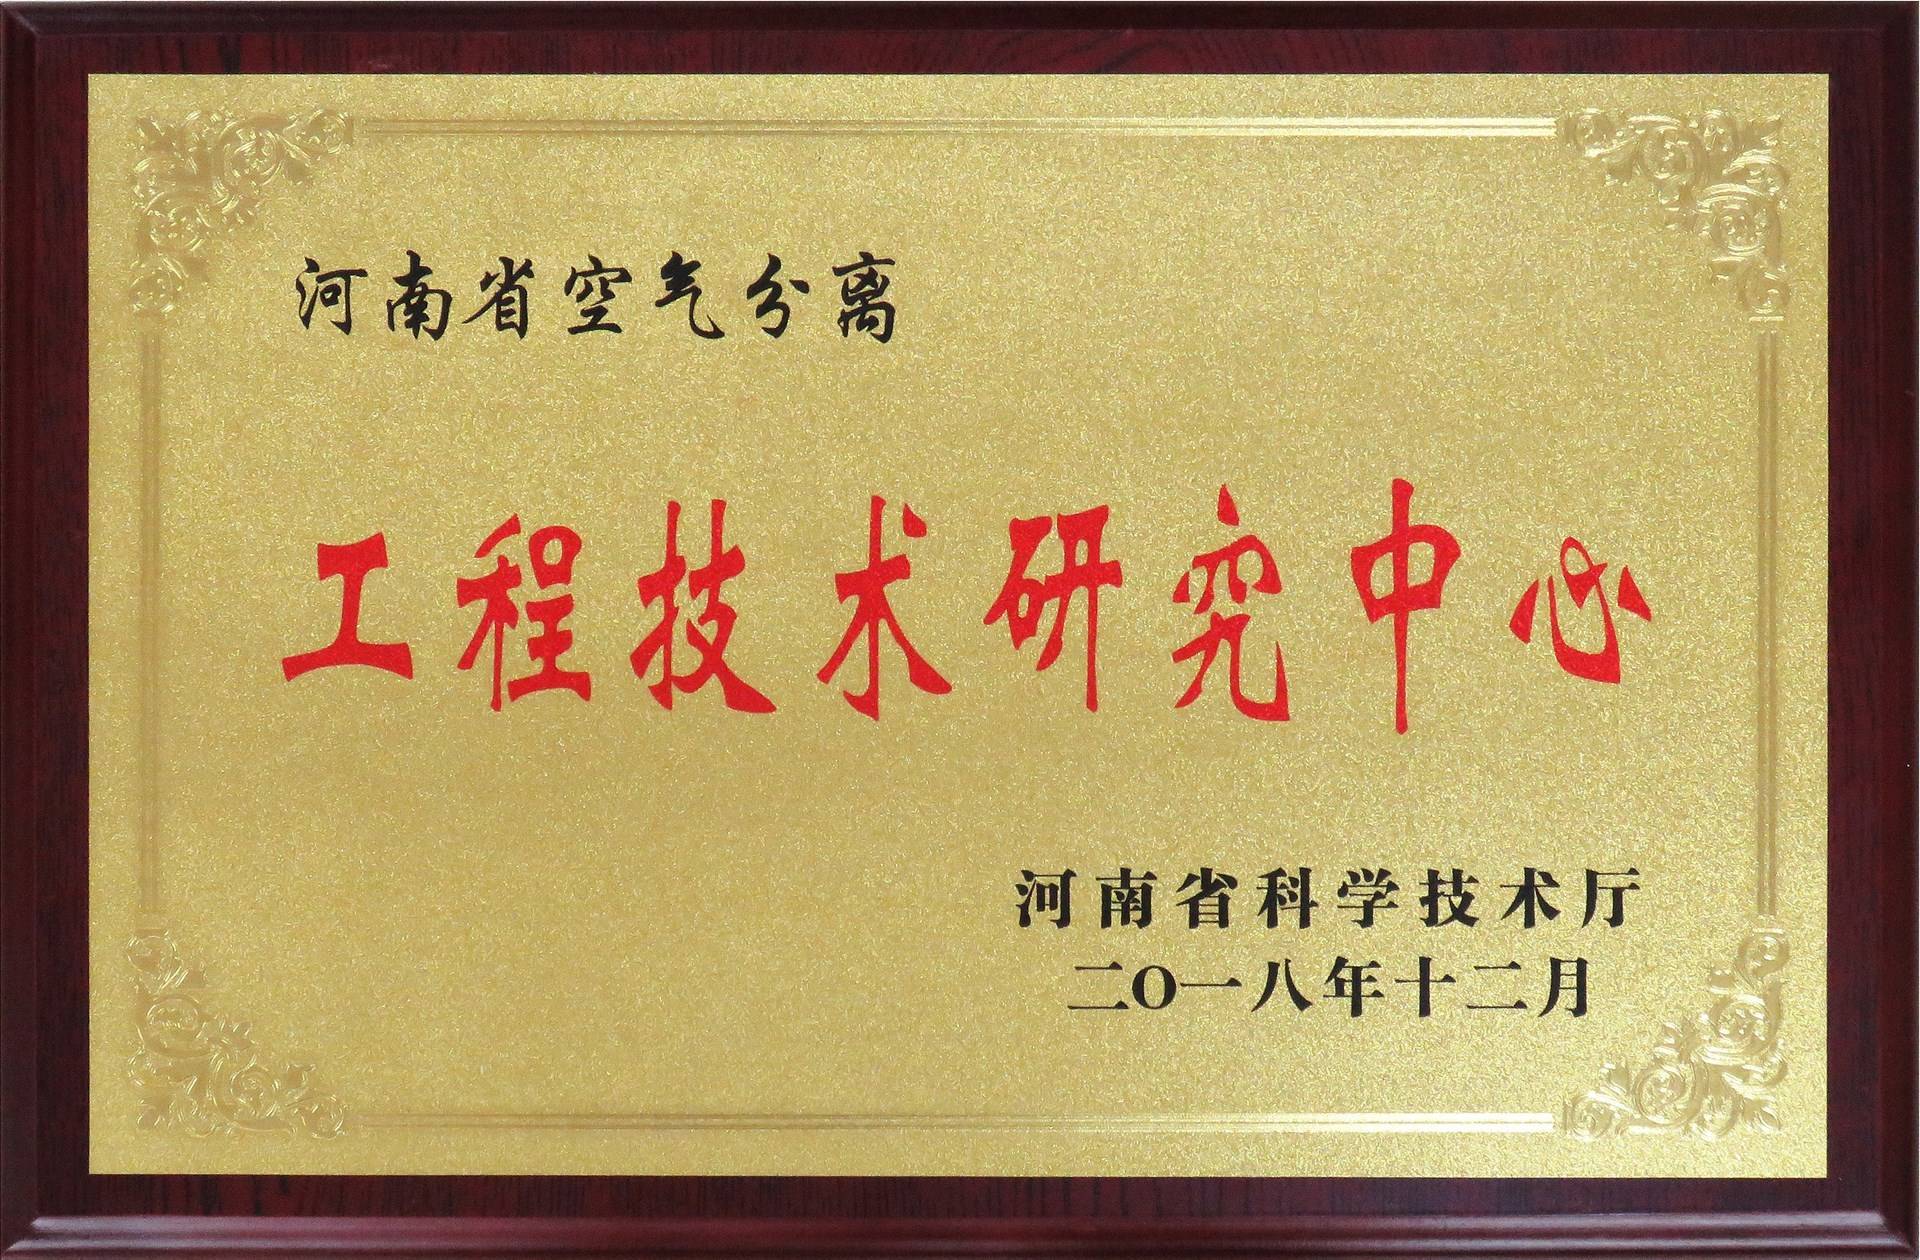 河南省空气分离
工程技术研究中心
河南省科学技术厅
二O一八年十二月